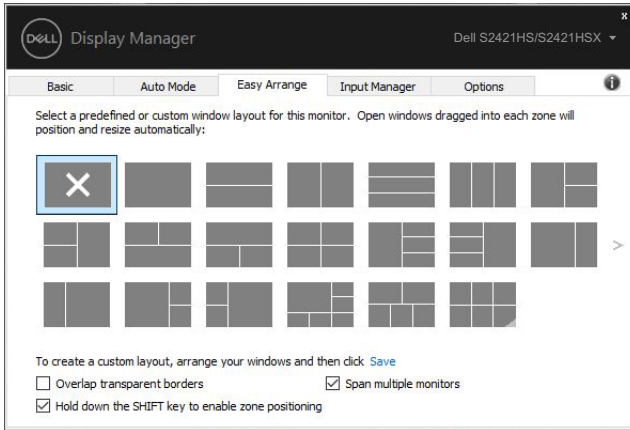 x
DELL Display Manager Dell S2421HS/S2421HSX
Basic Auto Mode Easy Arrange Input Manager Options i
Select a predefined or custom window layout for this monitor. Open windows dragged into each zone will
position and resize automatically:
To create a custom layout, arrange your windows and then click Save
Overlap transparent borders Span multiple monitors
Hold down the SHIFT key to enable zone positioning